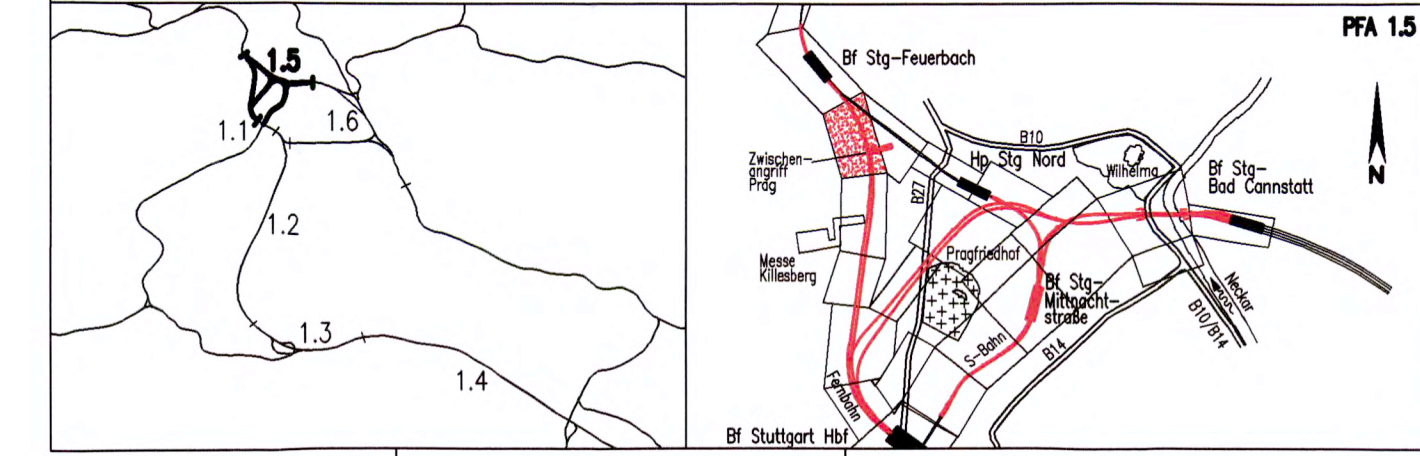 1.5
1.1
1.6
1.2
1.3
1.4
PFA 1.5
Bf Stg-Feuerbach
B10
Zwischen-
angriff
Prag
Hp Stg Nord
Wilhelma
Bf Stg-
Bad Cannstatt
N
B27
Messe
Killesberg
Pragfriedhof
Bf Stg-
Mittnacht-
straße
Neckar
B10/B14
S-Bahn
B14
Fernbahn
Bf Stuttgart Hbf